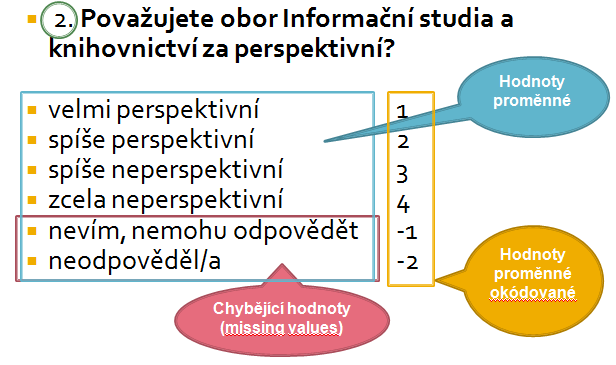 2. Považujete obor Informační studia a
knihovnictví za perspektivní?
Hodnoty
proměnné
velmi perspektivní 1
spíše perspektivní 2
spíše neperspektivní 3
zcela neperspektivní 4
nevím, nemohu odpovědět -1
neodpověděl/a -2
Hodnoty
proměnné
okódované
Chybějící hodnoty
(missing values)